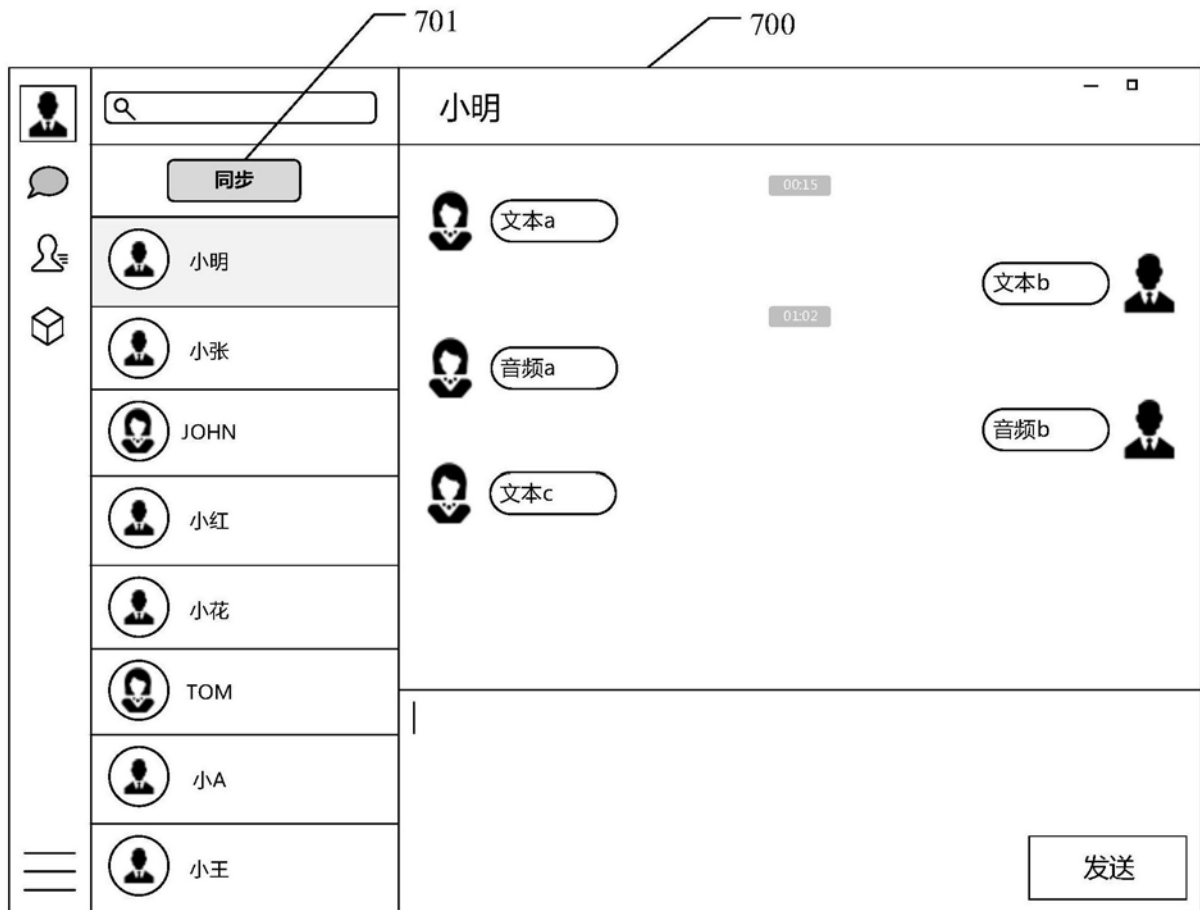 701
700
小明
同步
小明
小张
JOHN
小红
小花
TOM
小A
小王
00:15
文本a
文本b
01:02
音频a
音频b
文本c
发送